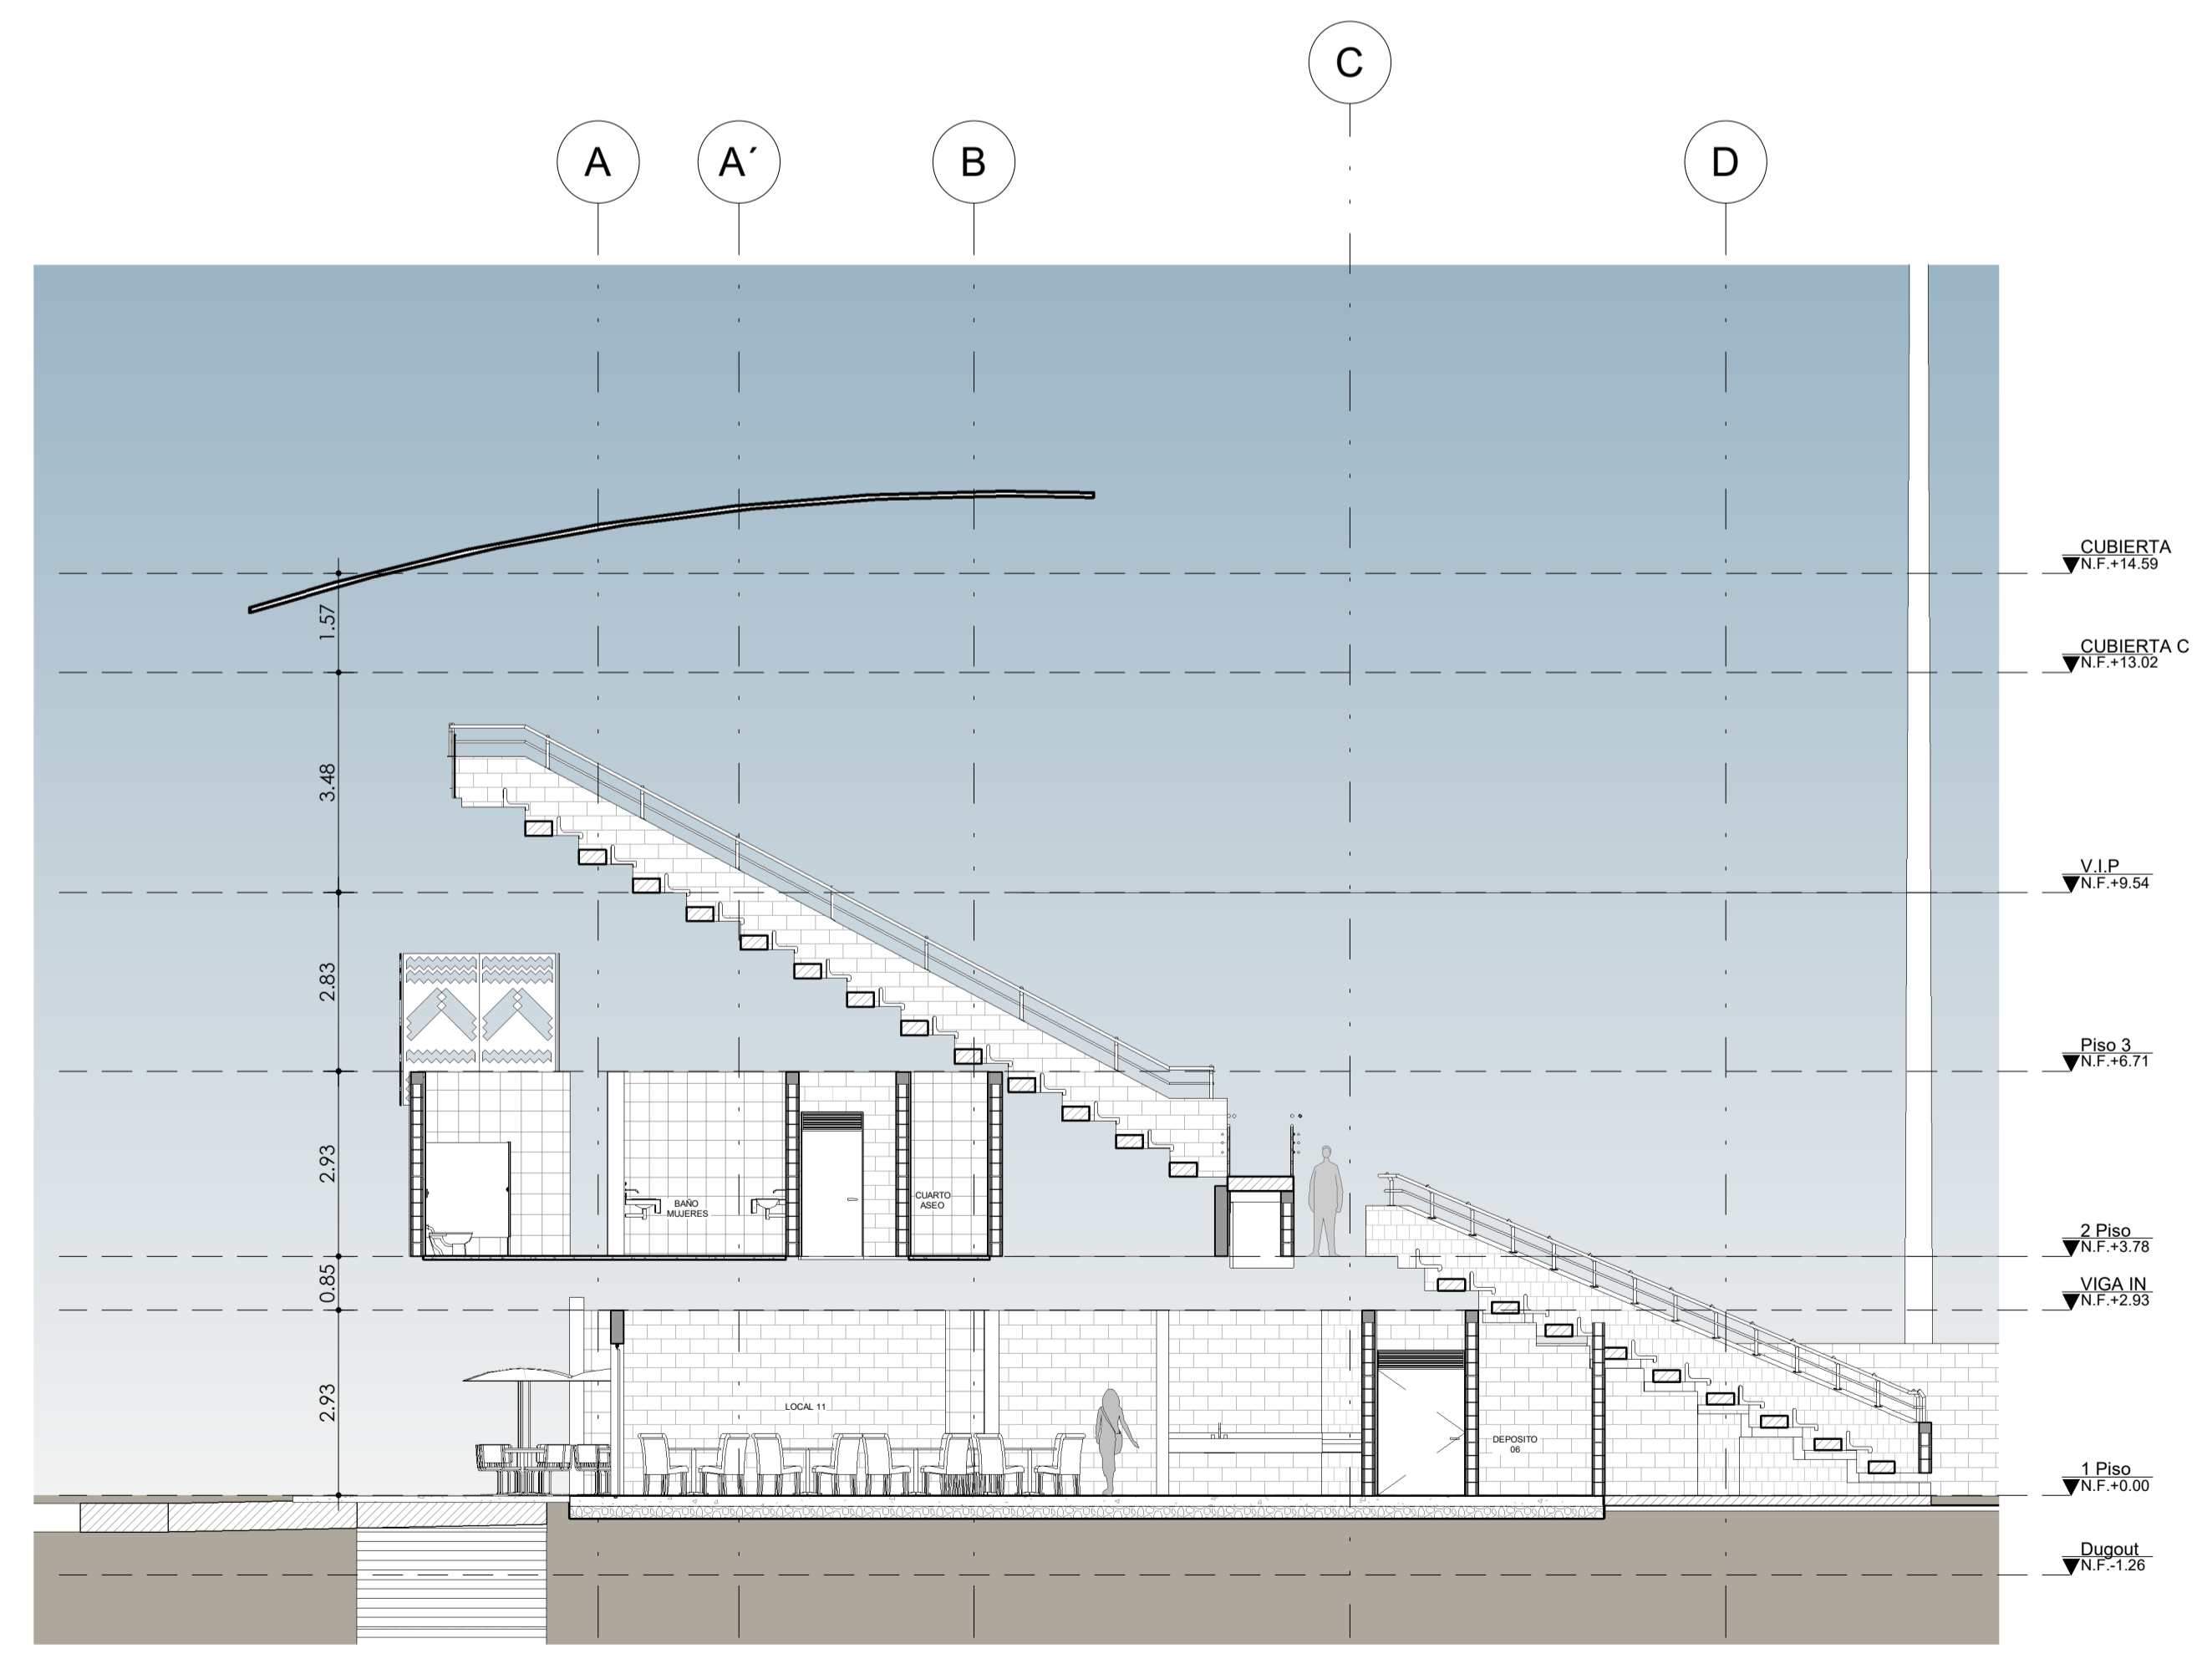 C
A
A´
B
D
CUBIERTA
N.F.+14.59
1.57
CUBIERTA C
N.F.+13.02
3.48
V.I.P
N.F.+9.54
2.83
Piso 3
N.F.+6.71
2.93
BAÑO
MUJERES
CUARTO
ASEO
2 Piso
N.F.+3.78
0.85
VIGA IN
N.F.+2.93
2.93
LOCAL 11
DEPOSITO
06
1 Piso
N.F.+0.00
Dugout
N.F.-1.26